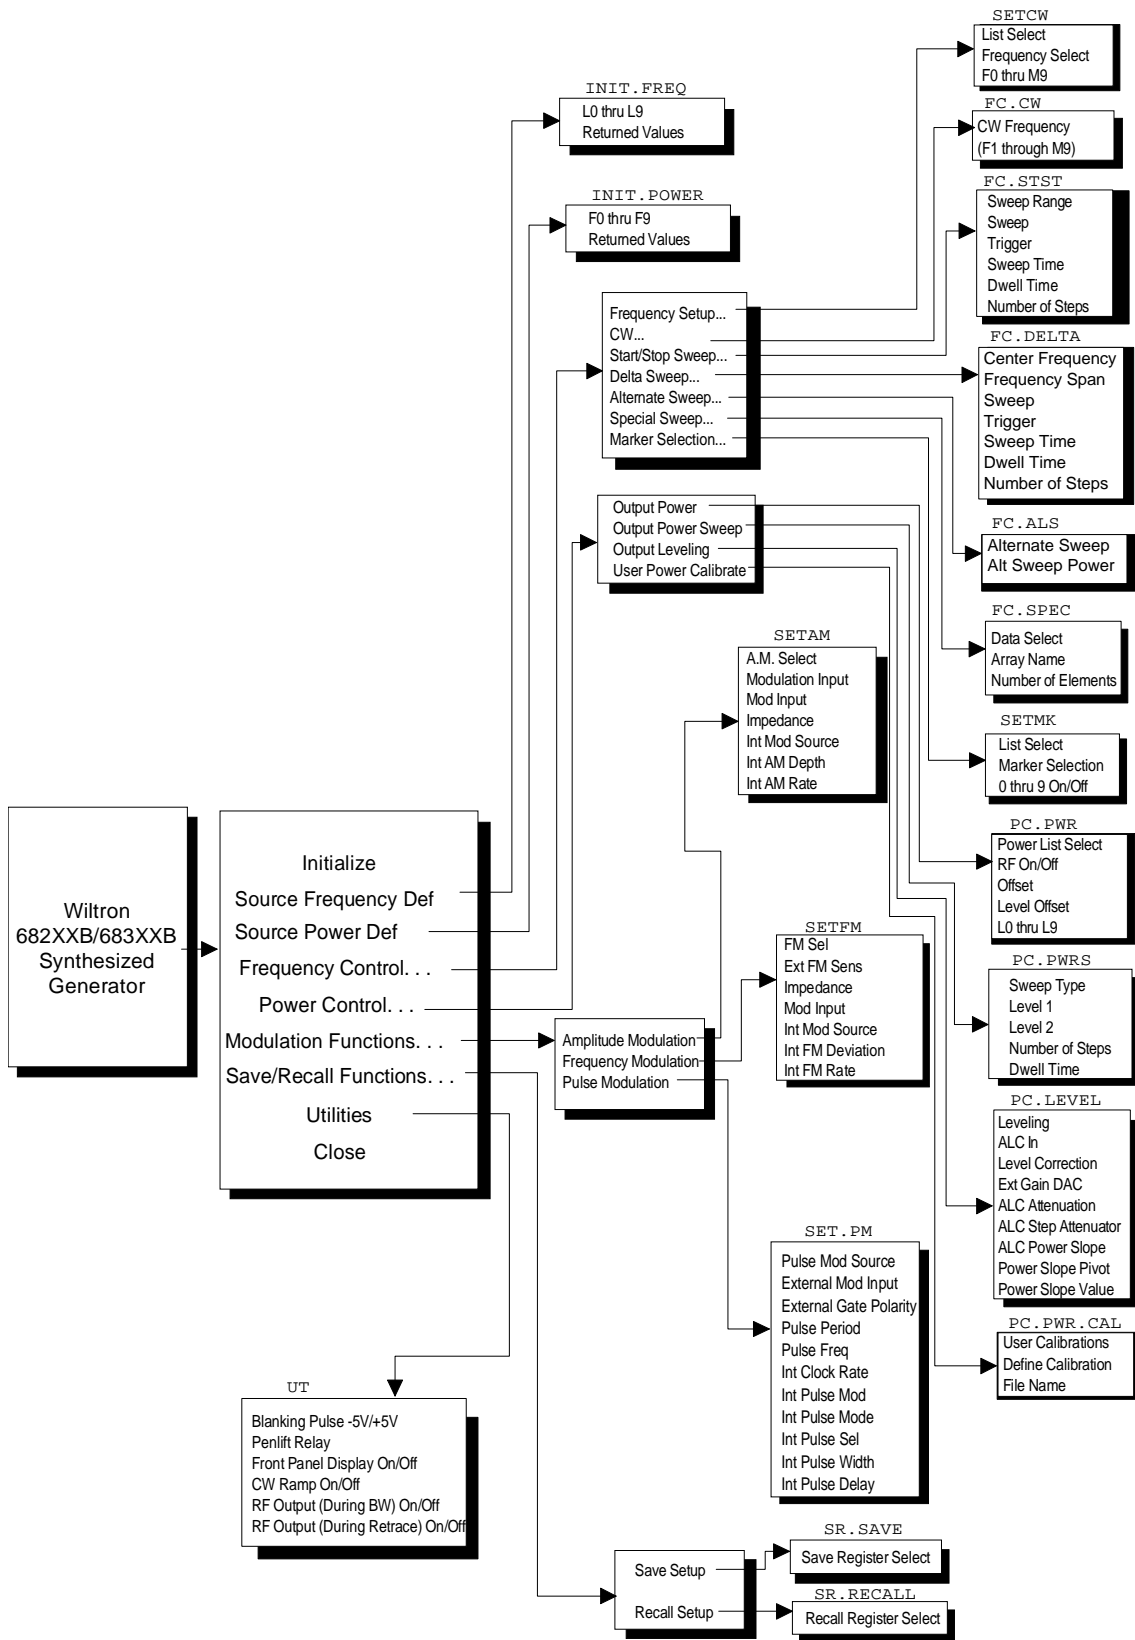 SETCW
List Select
Frequency Select
F0 thru M9
INIT.FREQ
L0 thru L9
Returned Values
FC.CW
CW Frequency
(F1 through M9)
INIT.POWER
F0 thru F9
Returned Values
FC.STST
Sweep Range
Sweep
Trigger
Sweep Time
Dwell Time
Number of Steps
Frequency Setup...
CW...
Start/Stop Sweep...
Delta Sweep...
Alternate Sweep...
Special Sweep...
Marker Selection...
FC.DELTA
Center Frequency
Frequency Span
Sweep
Trigger
Sweep Time
Dwell Time
Number of Steps
Output Power
Output Power Sweep
Output Leveling
User Power Calibrate
FC.ALS
Alternate Sweep
Alt Sweep Power
FC.SPEC
Data Select
Array Name
Number of Elements
SETAM
A.M. Select
Modulation Input
Mod Input
Impedance
Int Mod Source
Int AM Depth
Int AM Rate
SETMK
List Select
Marker Selection
0 thru 9 On/Off
PC.PWR
Power List Select
RF On/Off
Offset
Level Offset
L0 thru L9
Wiltron
682XXB/683XXB
Synthesized
Generator
Initialize
Source Frequency Def
Source Power Def
Frequency Control. . .
Power Control. . .
Modulation Functions. . .
Save/Recall Functions. . .
Utilities
Close
SETFM
FM Sel
Ext FM Sens
Impedance
Mod Input
Int Mod Source
Int FM Deviation
Int FM Rate
PC.PWRS
Sweep Type
Level 1
Level 2
Number of Steps
Dwell Time
Amplitude Modulation
Frequency Modulation
Pulse Modulation
PC.LEVEL
Leveling
ALC In
Level Correction
Ext Gain DAC
ALC Attenuation
ALC Step Attenuator
ALC Power Slope
Power Slope Pivot
Power Slope Value
SET.PM
Pulse Mod Source
External Mod Input
External Gate Polarity
Pulse Period
Pulse Freq
Int Clock Rate
Int Pulse Mod
Int Pulse Mode
Int Pulse Sel
Int Pulse Width
Int Pulse Delay
PC.PWR.CAL
User Calibrations
Define Calibration
File Name
UT
Blanking Pulse -5V/+5V
Penlift Relay
Front Panel Display On/Off
CW Ramp On/Off
RF Output (During BW) On/Off
RF Output (During Retrace) On/Off
Save Setup
Recall Setup
SR.SAVE
Save Register Select
SR.RECALL
Recall Register Select